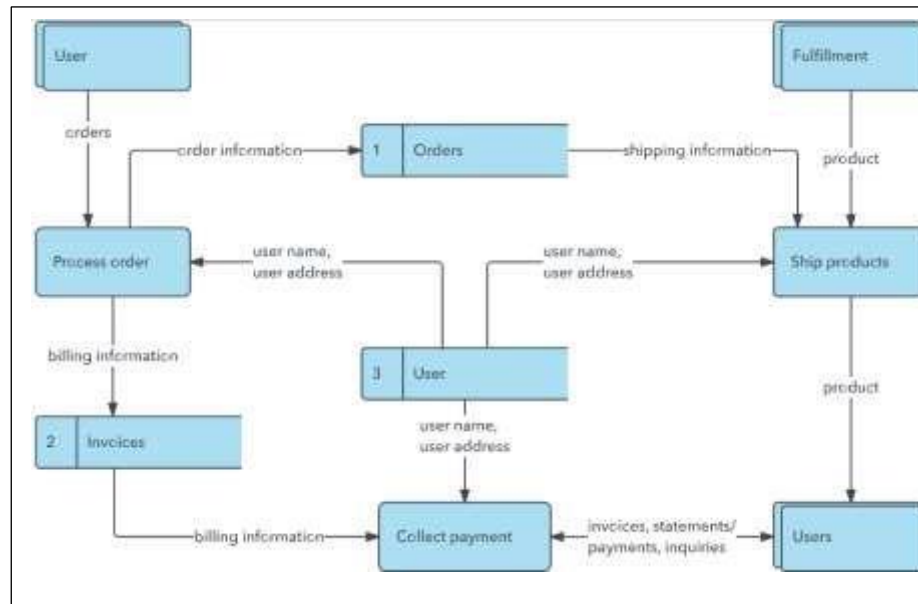 User
Fulfillment
orders
order information
1 Orders
shipping information
product
Process order
user name,
user address
user name,
user address
Ship products
billing information
3 User
product
2 Invoices
user name,
user address
billing information
Collect payment
invoices, statements/
payments, inquiries
Users